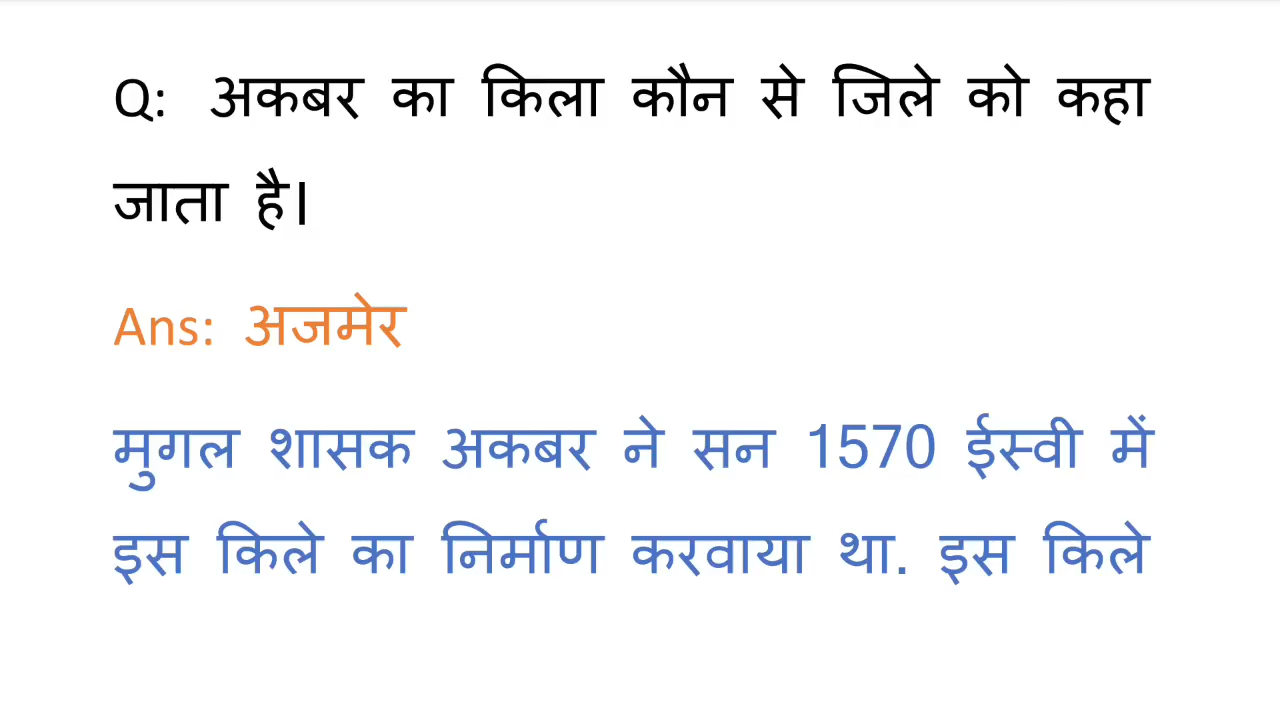 Q: अकबर का किला कौन से जिले को कहा
जाता है।
Ans: अजमेर
मुगल शासक अकबर ने सन 1570 ईस्वी में
इस किले का निर्माण करवाया था. इस किले